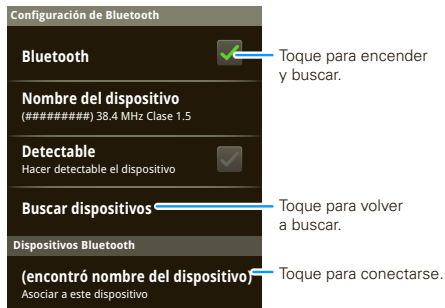 Configuración de Bluetooth
Bluetooth
Toque para encender
y buscar.
Nombre del dispositivo
(#########) 38.4 MHz Clase 1.5
Detectable
Hacer detectable el dispositivo
Buscar dispositivos
Toque para volver
a buscar.
Dispositivos Bluetooth
(encontró nombre del dispositivo)
Toque para conectarse.
Asociar a este dispositivo